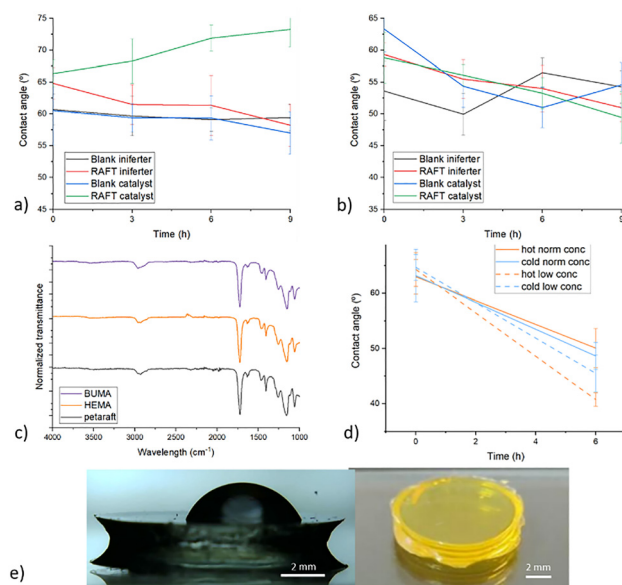 75
70
65
60
55
50
45
Contact angle (º)
Blank iniferter
RAFT iniferter
Blank catalyst
RAFT catalyst
0
3
6
9
Time (h)
a)
65
60
55
50
45
40
35
Contact angle (º)
Blank iniferter
RAFT iniferter
Blank catalyst
RAFT catalyst
0
3
6
9
Time (h)
b)
Normalized transmittance
BUMA
HEMA
petaraft
4000
3500
3000
2500
2000
1500
1000
Wavelength (cm⁻¹)
c)
hot norm conc
cold norm conc
hot low conc
cold low conc
60
50
40
Contact angle (º)
0
2
4
6
Time (h)
d)
e)
2 mm
2 mm